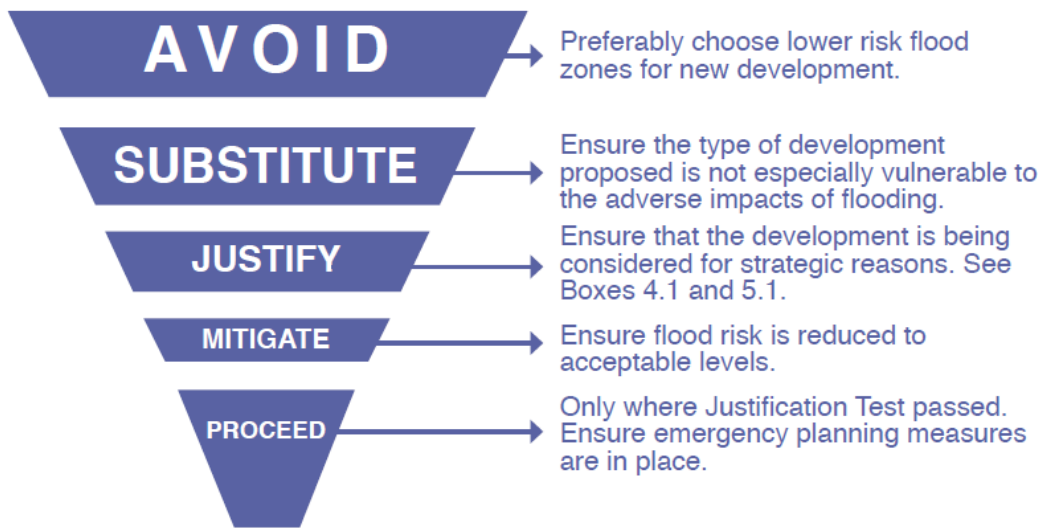 AVOID
Preferably choose lower risk flood
zones for new development.
SUBSTITUTE
Ensure the type of development
proposed is not especially vulnerable to
the adverse impacts of flooding.
JUSTIFY
Ensure that the development is being
considered for strategic reasons. See
Boxes 4.1 and 5.1.
MITIGATE
Ensure flood risk is reduced to
acceptable levels.
PROCEED
Only where Justification Test passed.
Ensure emergency planning measures
are in place.